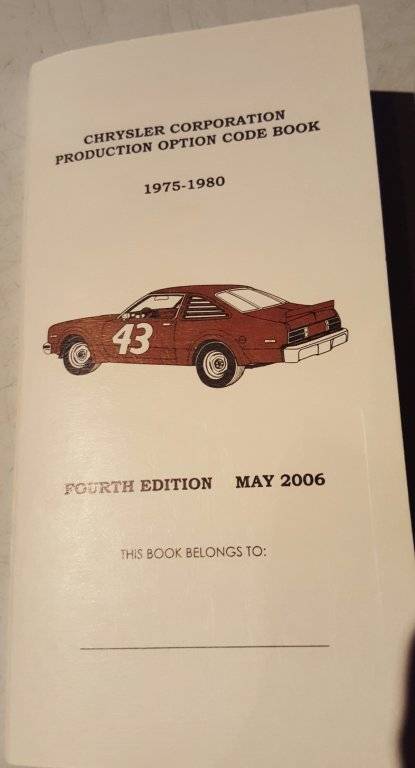 CHRYSLER CORPORATION
PRODUCTION OPTION CODE BOOK
1975-1980
43
FOURTH EDITION MAY 2006
THIS BOOK BELONGS TO: